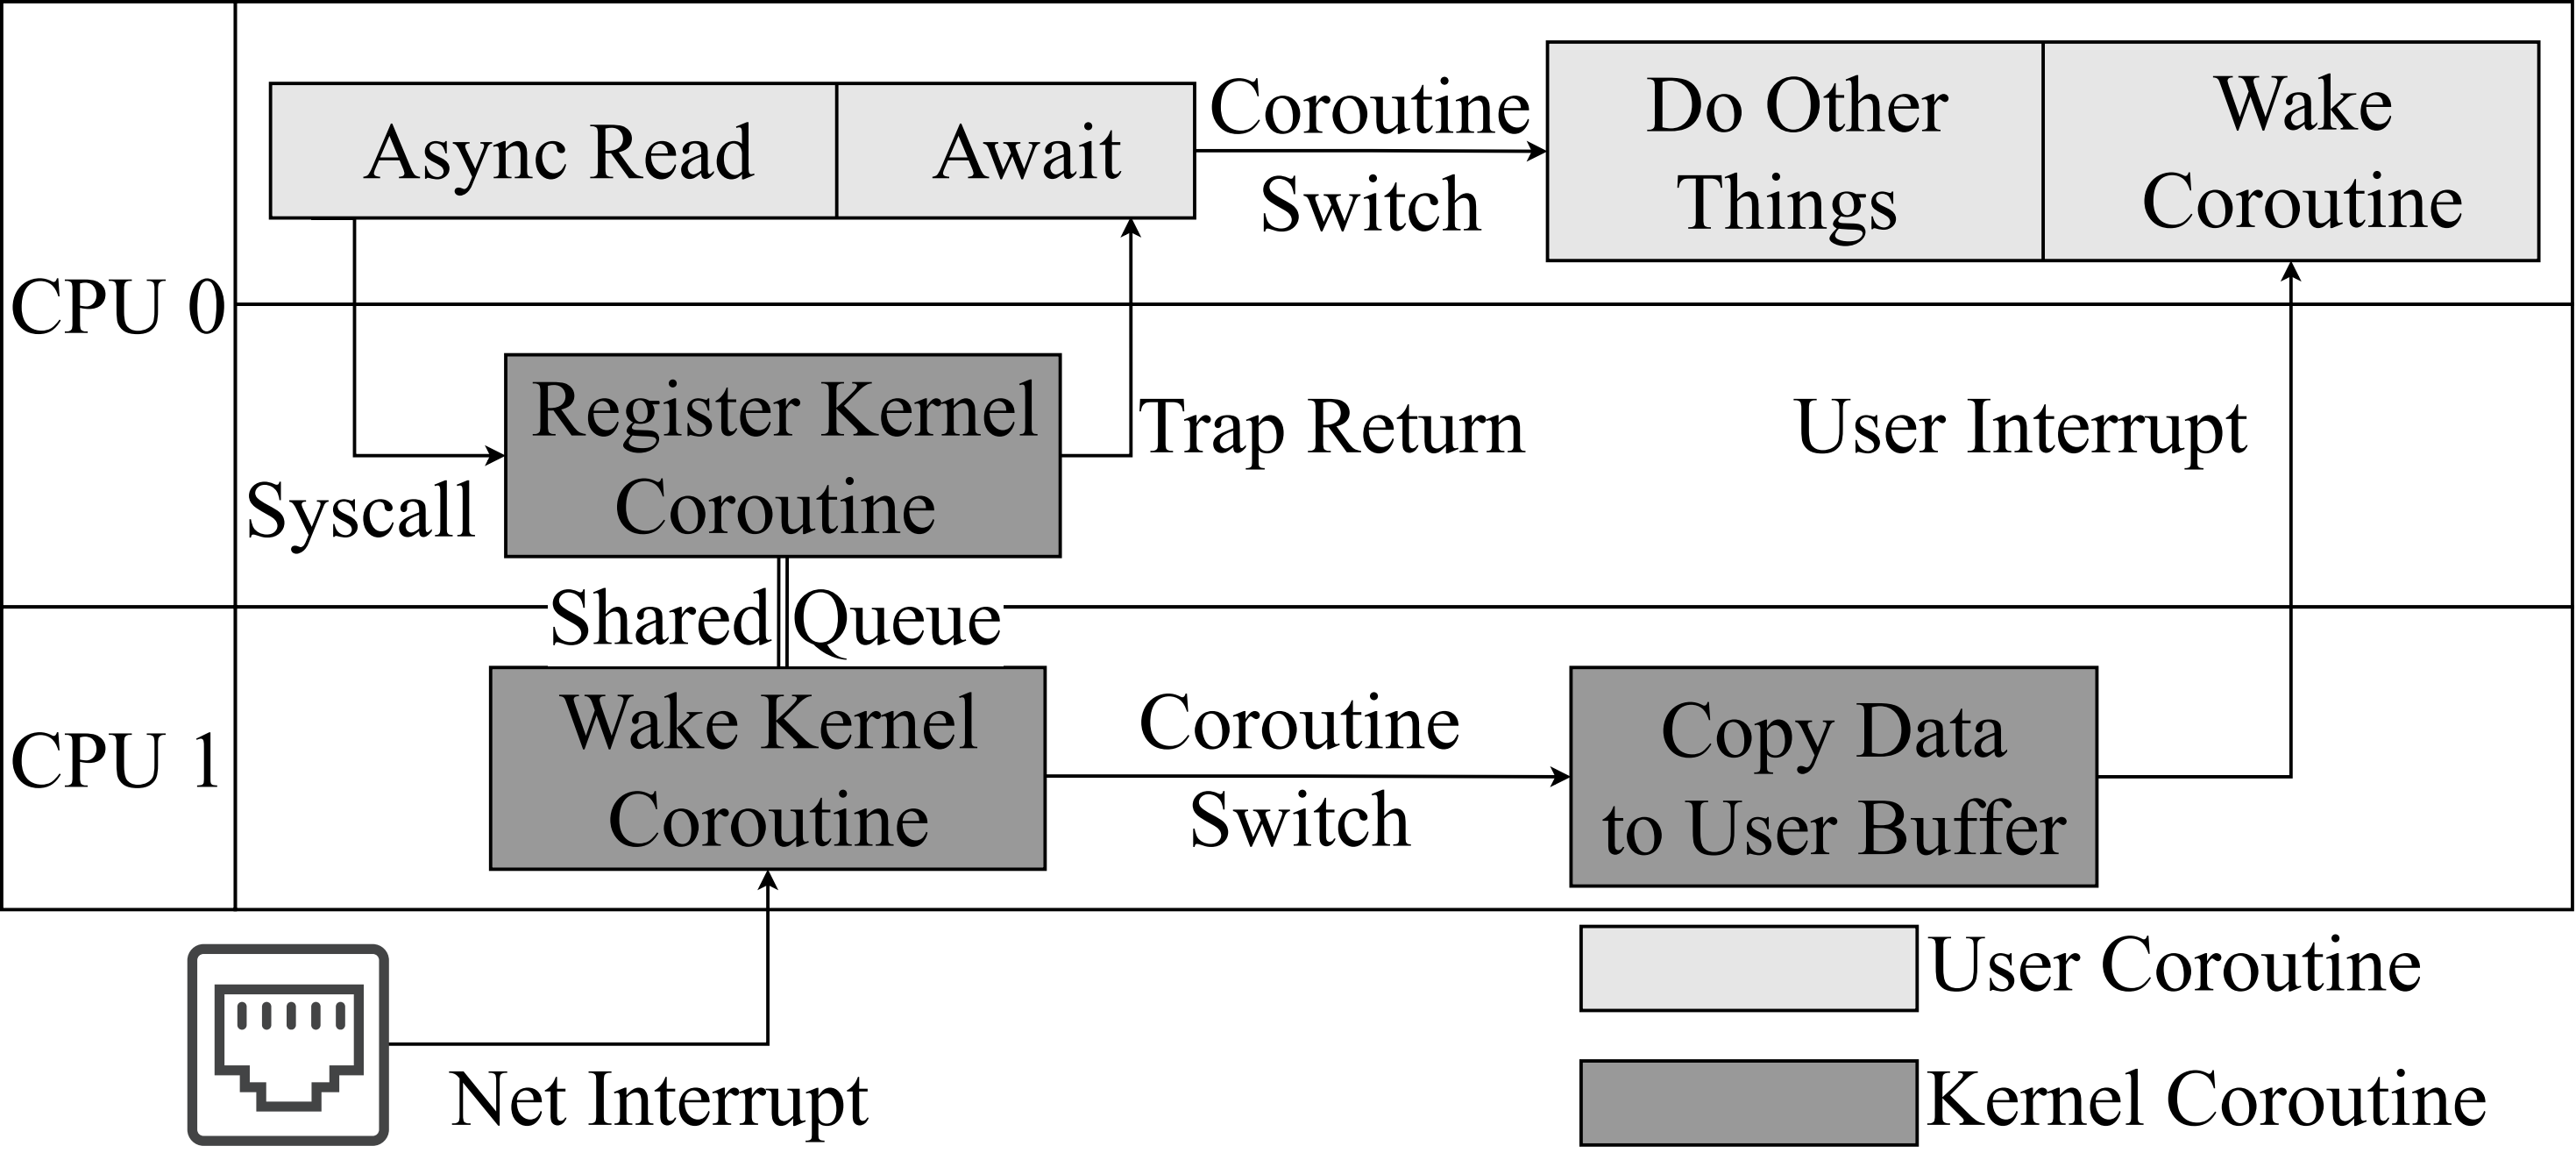 CPU 0
Async Read
Await
Coroutine
Switch
Do Other
Things
Wake
Coroutine
Syscall
Register Kernel
Coroutine
Trap Return
User Interrupt
Shared Queue
CPU 1
Wake Kernel
Coroutine
Coroutine
Switch
Copy Data
to User Buffer
Net Interrupt
User Coroutine
Kernel Coroutine